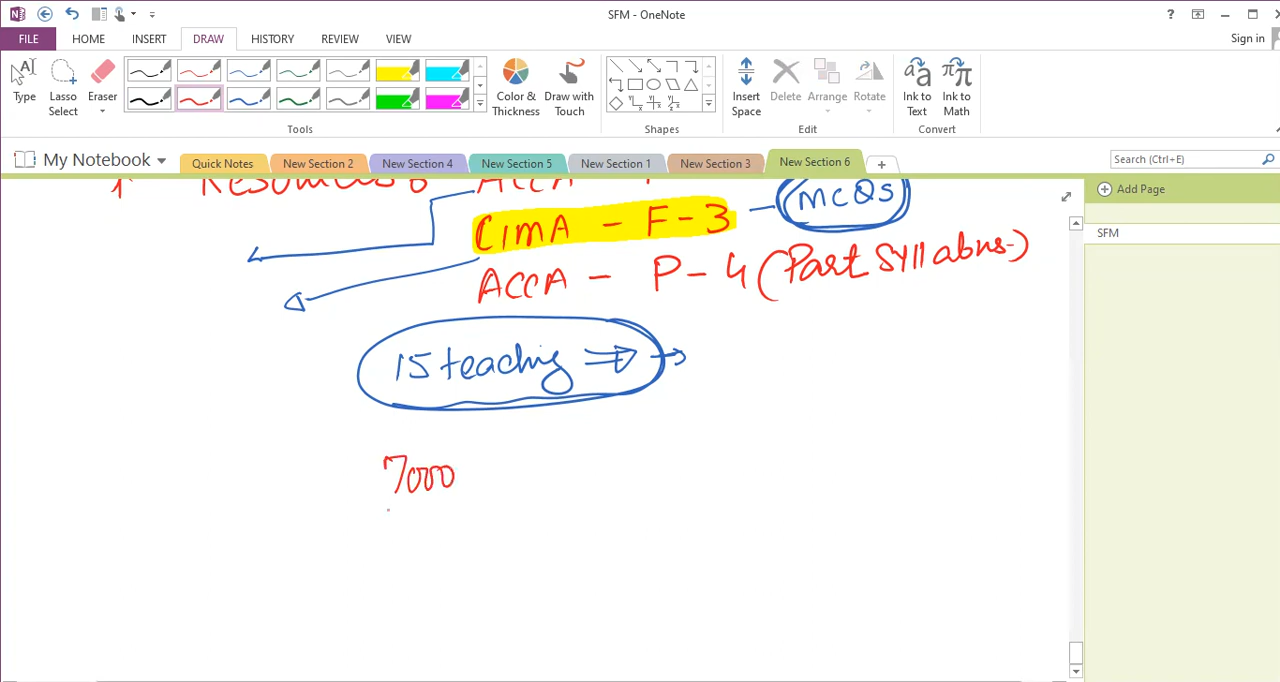 SFM - OneNote
?
FILE HOME INSERT DRAW HISTORY REVIEW VIEW Sign in
Type Lasso Select Eraser Color & Thickness Draw with Touch Insert Space Delete Arrange Rotate Ink to Text Ink to Math
Tools Shapes Edit Convert
My Notebook Quick Notes New Section 2 New Section 4 New Section 5 New Section 1 New Section 3 New Section 6 Search (Ctrl+E)
Add Page
SFM
1. Resources ACCA
CIMA - F-3 MCQS
ACCA - P-4 (Part Syllabus-)
15 teaching
7000